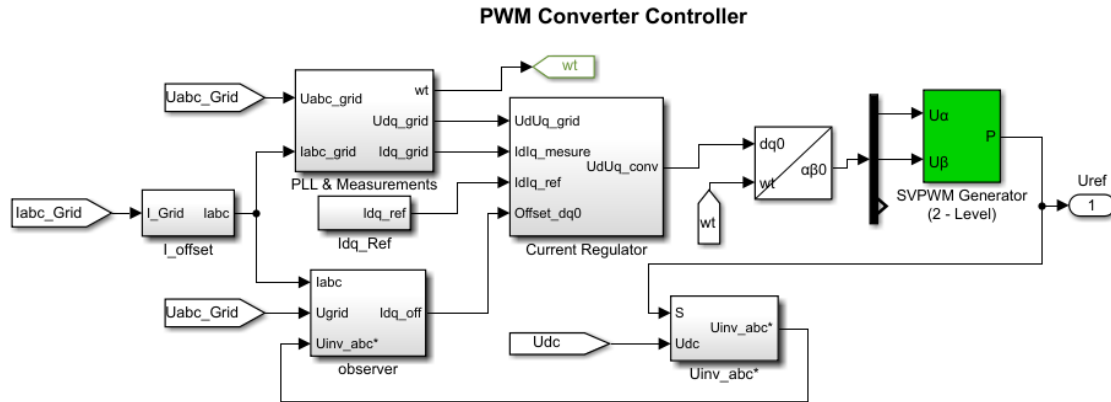 PWM Converter Controller
Uabc_Grid
Uabc_grid
Iabc_grid
wt
Udq_grid
Idq_grid
PLL & Measurements
wt
Iabc_Grid
I_Grid
Iabc
I_offset
Idq_ref
Idq_Ref
UdUq_grid
IdIq_mesure
IdIq_ref
Offset_dq0
UdUq_conv
Current Regulator
dq0
wt
αβ0
wt
Uα
Uβ
P
SVPWM Generator
(2 - Level)
Uref
1
Uabc_Grid
Iabc
Ugrid
Uinv_abc*
Idq_off
observer
Udc
S
Udc
Uinv_abc*
Uinv_abc*